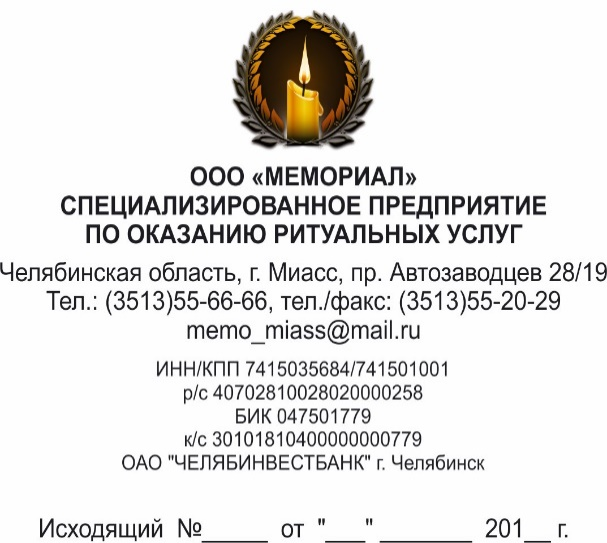 ООО «МЕМОРИАЛ»
СПЕЦИАЛИЗИРОВАННОЕ ПРЕДПРИЯТИЕ
ПО ОКАЗАНИЮ РИТУАЛЬНЫХ УСЛУГ
Челябинская область, г. Миасс, пр. Автозаводцев 28/19
Тел.: (3513)55-66-66, тел./факс: (3513)55-20-29
memo_miass@mail.ru
ИНН/КПП 7415035684/741501001
р/с 40702810028020000258
БИК 047501779
к/с 30101810400000000779
ОАО "ЧЕЛЯБИНВЕСТБАНК" г. Челябинск
Исходящий №_____ от "___" _______ 201__ г.